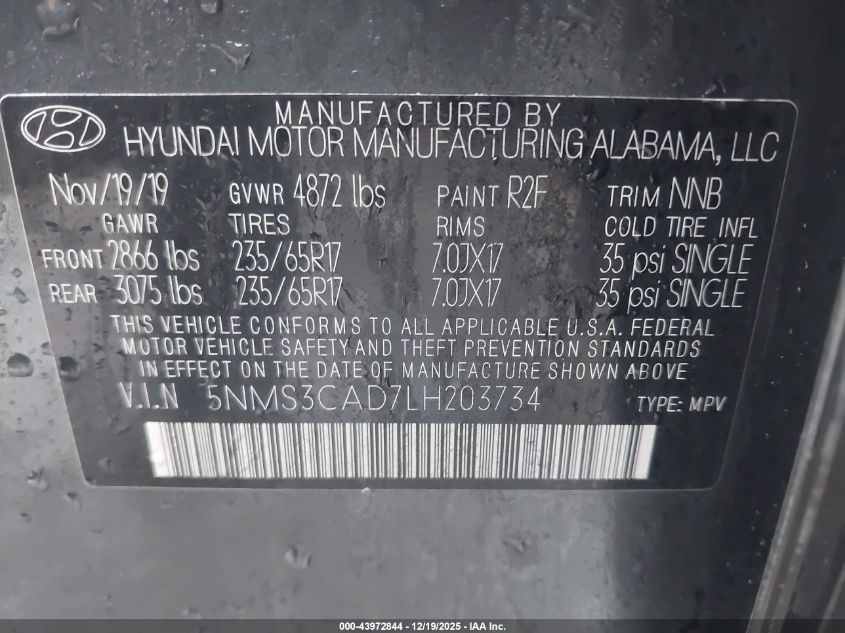 MANUFACTURED BY
HYUNDAI MOTOR MANUFACTURING ALABAMA, LLC
Nov/19/19 GVWR 4872 lbs PAINT R2F TRIM NNB
GAWR TIRES RIMS COLD TIRE INFL
FRONT 2866 lbs 235/65R17 7.0JX17 35 psi SINGLE
REAR 3075 lbs 235/65R17 7.0JX17 35 psi SINGLE
THIS VEHICLE CONFORMS TO ALL APPLICABLE U.S.A. FEDERAL
MOTOR VEHICLE SAFETY AND THEFT PREVENTION STANDARDS
IN EFFECT ON THE DATE OF MANUFACTURE SHOWN ABOVE.
V.I.N 5NMS3CAD7LH203734 TYPE: MPV
000-43972844 - 12/19/2025 - IAA Inc.